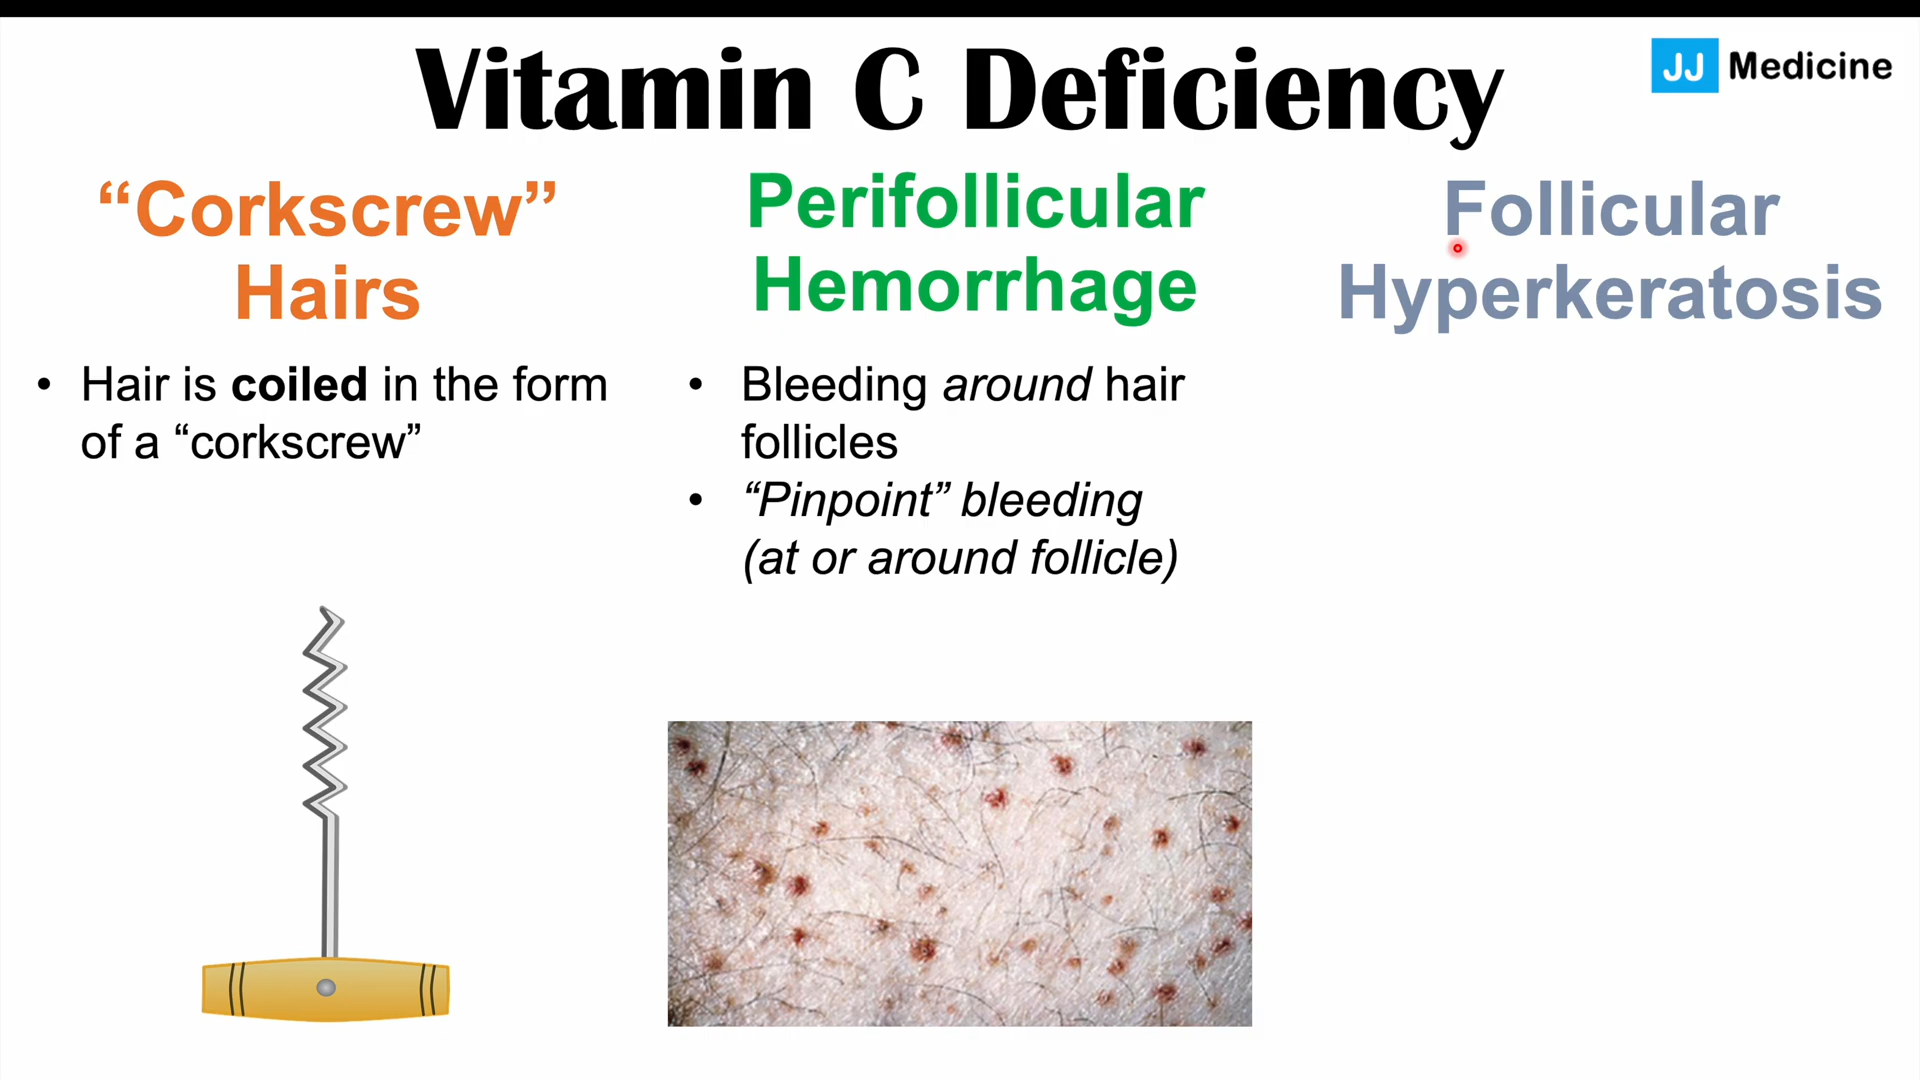 Vitamin C Deficiency
JJ Medicine
“Corkscrew”
Hairs
• Hair is coiled in the form
of a “corkscrew”
Perifollicular
Hemorrhage
• Bleeding around hair
follicles
• “Pinpoint” bleeding
(at or around follicle)
Follicular
Hyperkeratosis